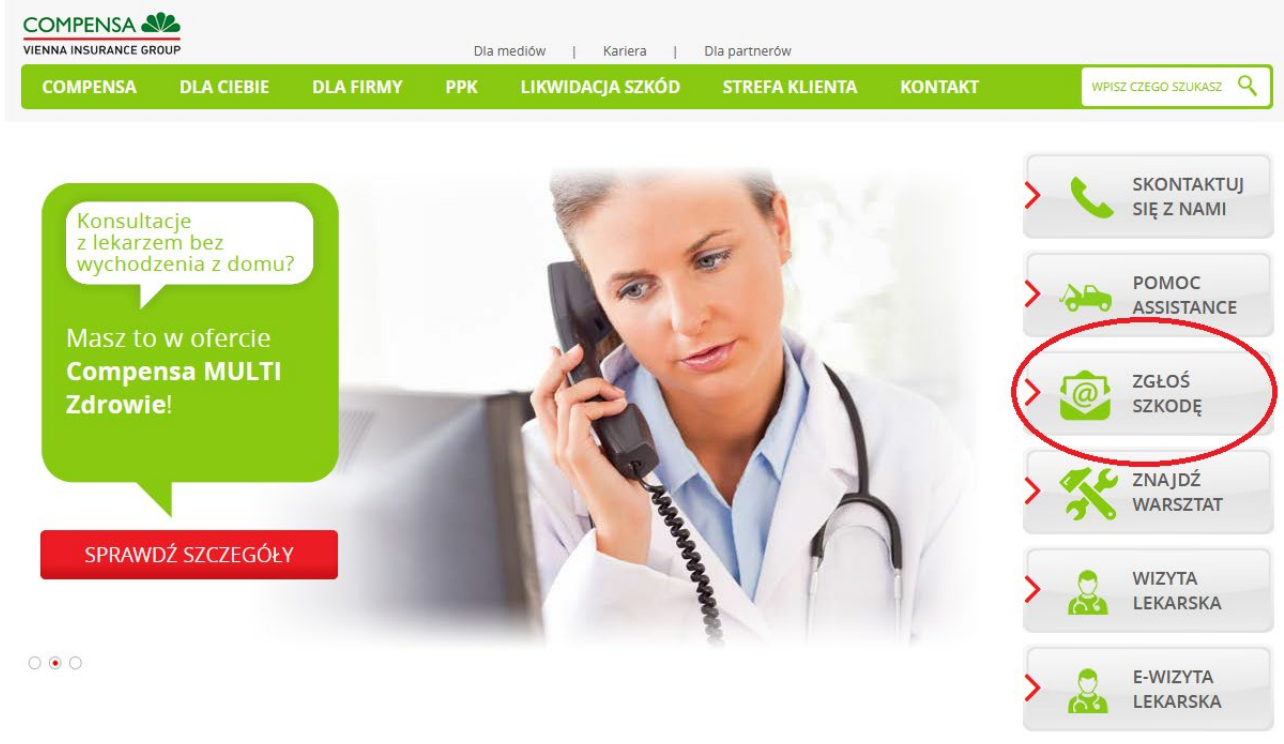 COMPENSA
VIENNA INSURANCE GROUP
Dla mediów | Kariera | Dla partnerów
COMPENSA DLA CIEBIE DLA FIRMY PPK LIKWIDACJA SZKÓD STREFA KLIENTA KONTAKT WPISZ CZEGO SZUKASZ
Konsultacje
z lekarzem bez
wychodzenia z domu?
Masz to w ofercie
Compensa MULTI
Zdrowie!
SPRAWDŹ SZCZEGÓŁY
SKONTAKTUJ
SIĘ Z NAMI
POMOC
ASSISTANCE
@
ZGŁOŚ
SZKODĘ
ZNAJDŹ
WARSZTAT
WIZYTA
LEKARSKA
E-WIZYTA
LEKARSKA